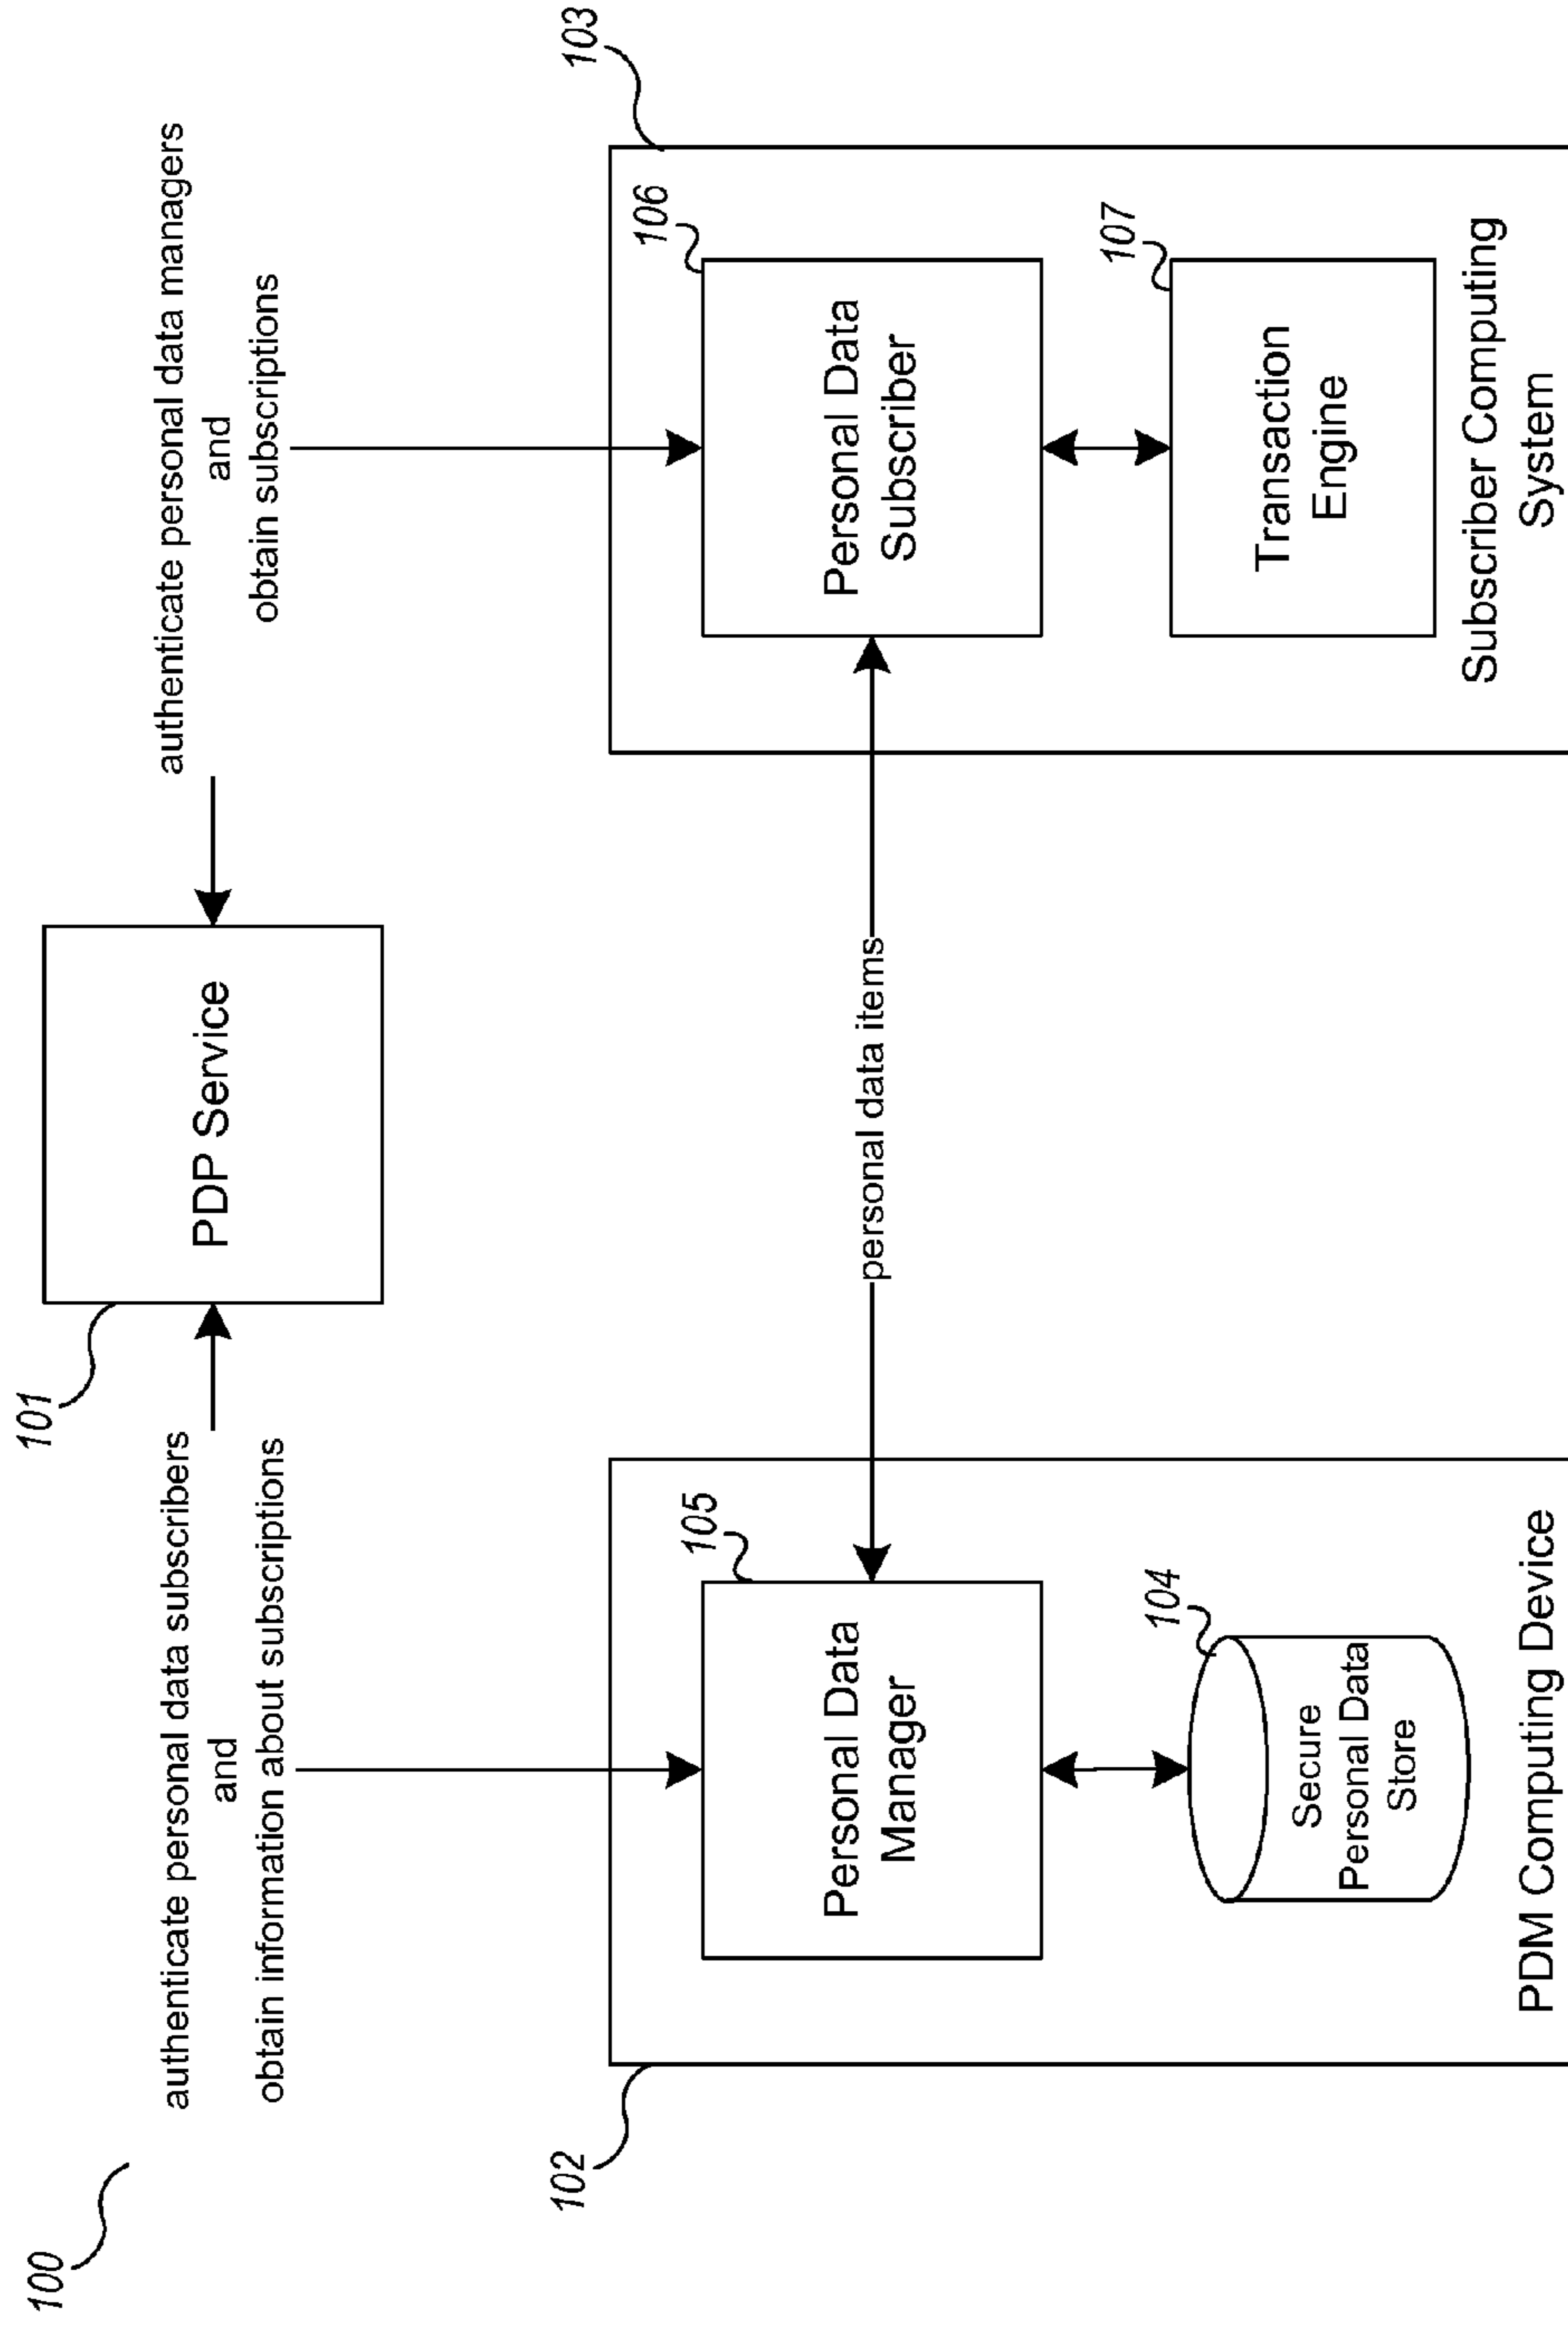 100
101
PDP Service
authenticate personal data subscribers
and
obtain information about subscriptions
authenticate personal data managers
and
obtain subscriptions
102
105
Personal Data
Manager
104
Secure
Personal Data
Store
PDM Computing Device
personal data items
103
106
Personal Data
Subscriber
107
Transaction
Engine
Subscriber Computing
System